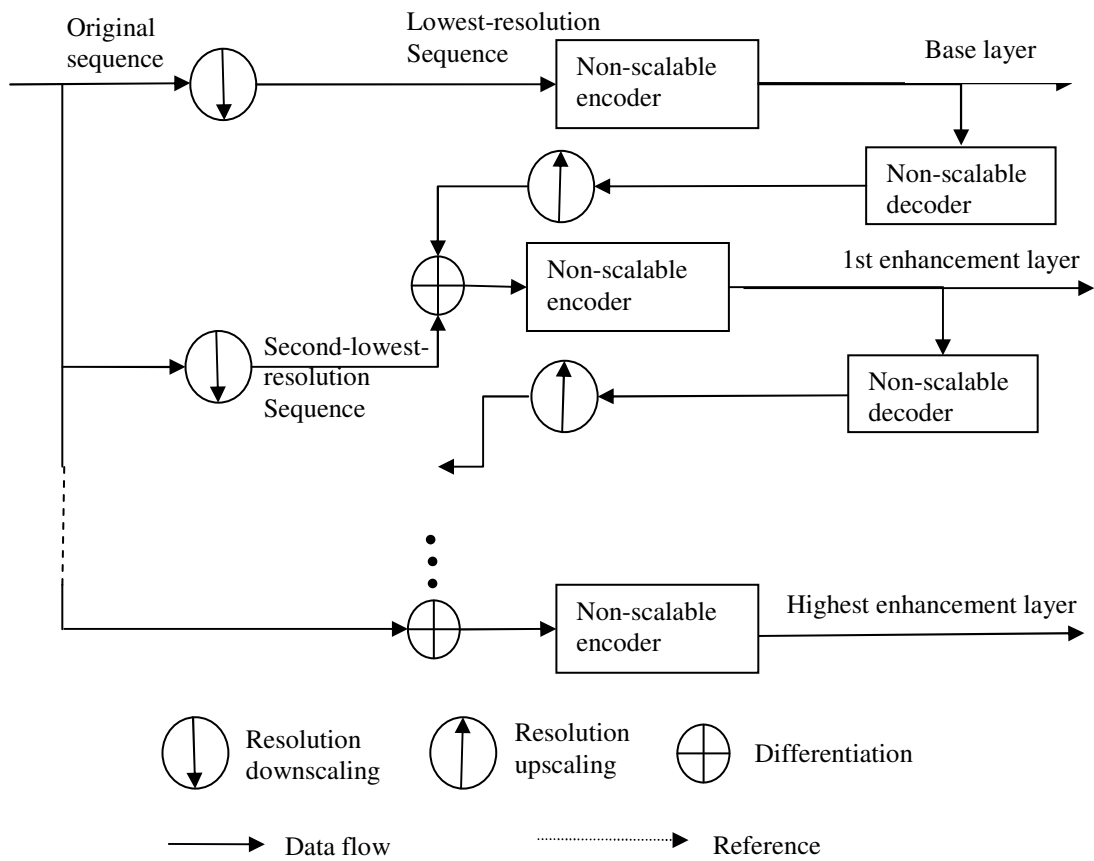 Original
sequence
Lowest-resolution
Sequence
Non-scalable
encoder
Base layer
Non-scalable
decoder
Non-scalable
encoder
1st enhancement layer
Second-lowest-
resolution
Sequence
Non-scalable
decoder
Non-scalable
encoder
Highest enhancement layer
Resolution
downscaling
Resolution
upscaling
Differentiation
Data flow
Reference